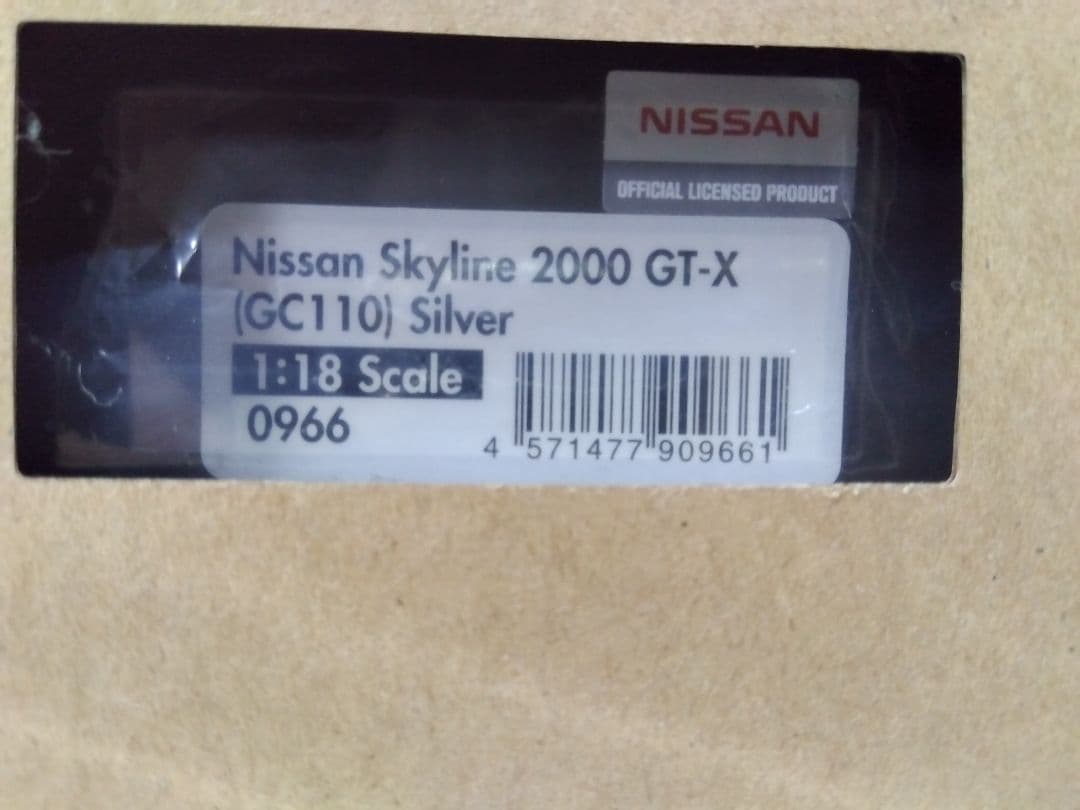 NISSAN
OFFICIAL LICENSED PRODUCT
Nissan Skyline 2000 GT-X
(GC110) Silver
1:18 Scale
0966
4 571477 909661